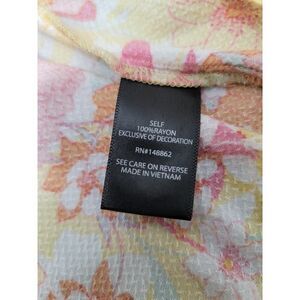 SELF
100%RAYON
EXCLUSIVE OF DECORATION
RN#148862
SEE CARE ON REVERSE
MADE IN VIETNAM